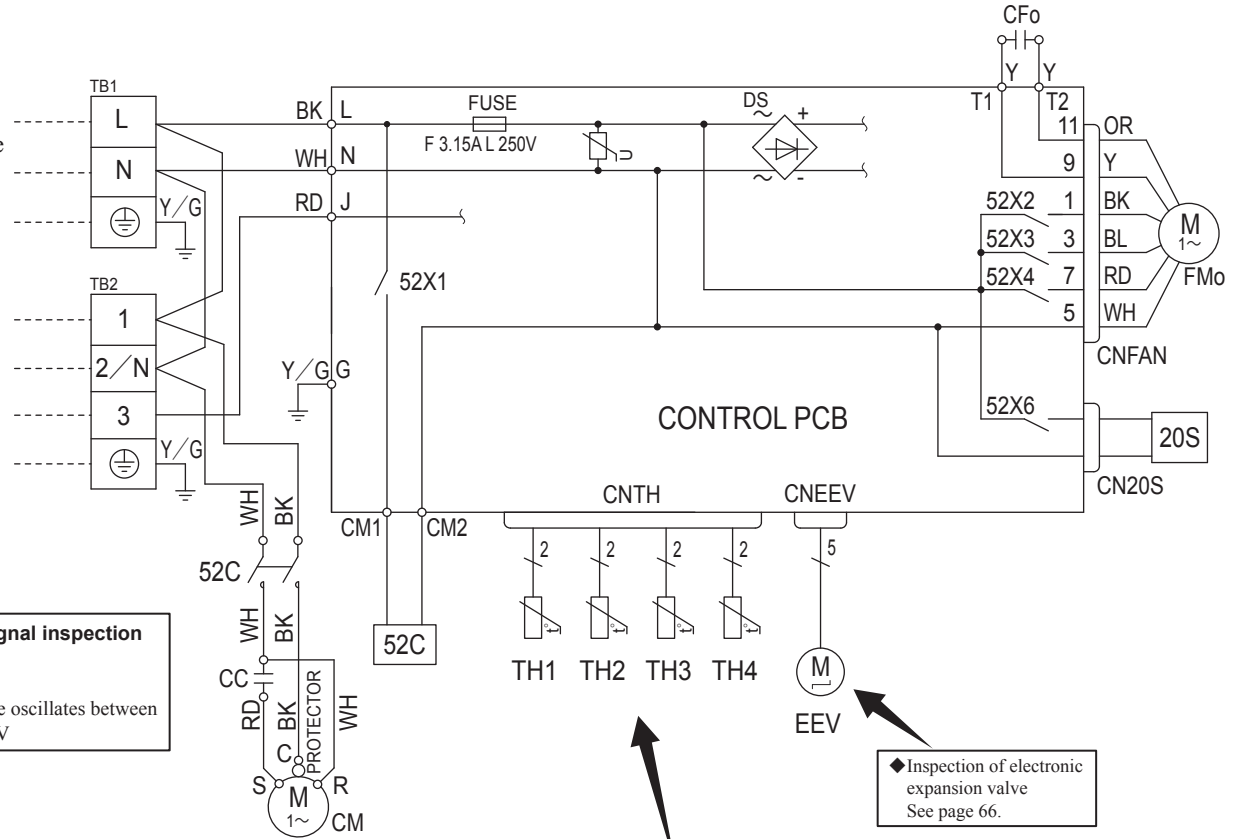 CFo
Y Y
T1 T2
TB1
L
N
Y/G
BK L
WH N
RD J
FUSE
F 3.15A L 250V
U
DS
~ +
~ -
11 OR
9 Y
52X2 1 BK
52X3 3 BL
52X4 7 RD
5 WH
M
1~
FMo
CNFAN
e
52X1
TB2
1
2/N
3
Y/G
Y/G G
CONTROL PCB
52X6
20S
CN20S
CNTH
CNEEV
CM1 CM2
WH BK
2 2 2 2 5
52C
52C
t° t° t° t°
TH1 TH2 TH3 TH4
M
EEV
gnal inspection
e oscillates between
V
WH BK
CC
RD BK PROTECTOR WH
C
S R
M
1~
CM
◆Inspection of electronic
expansion valve
See page 66.